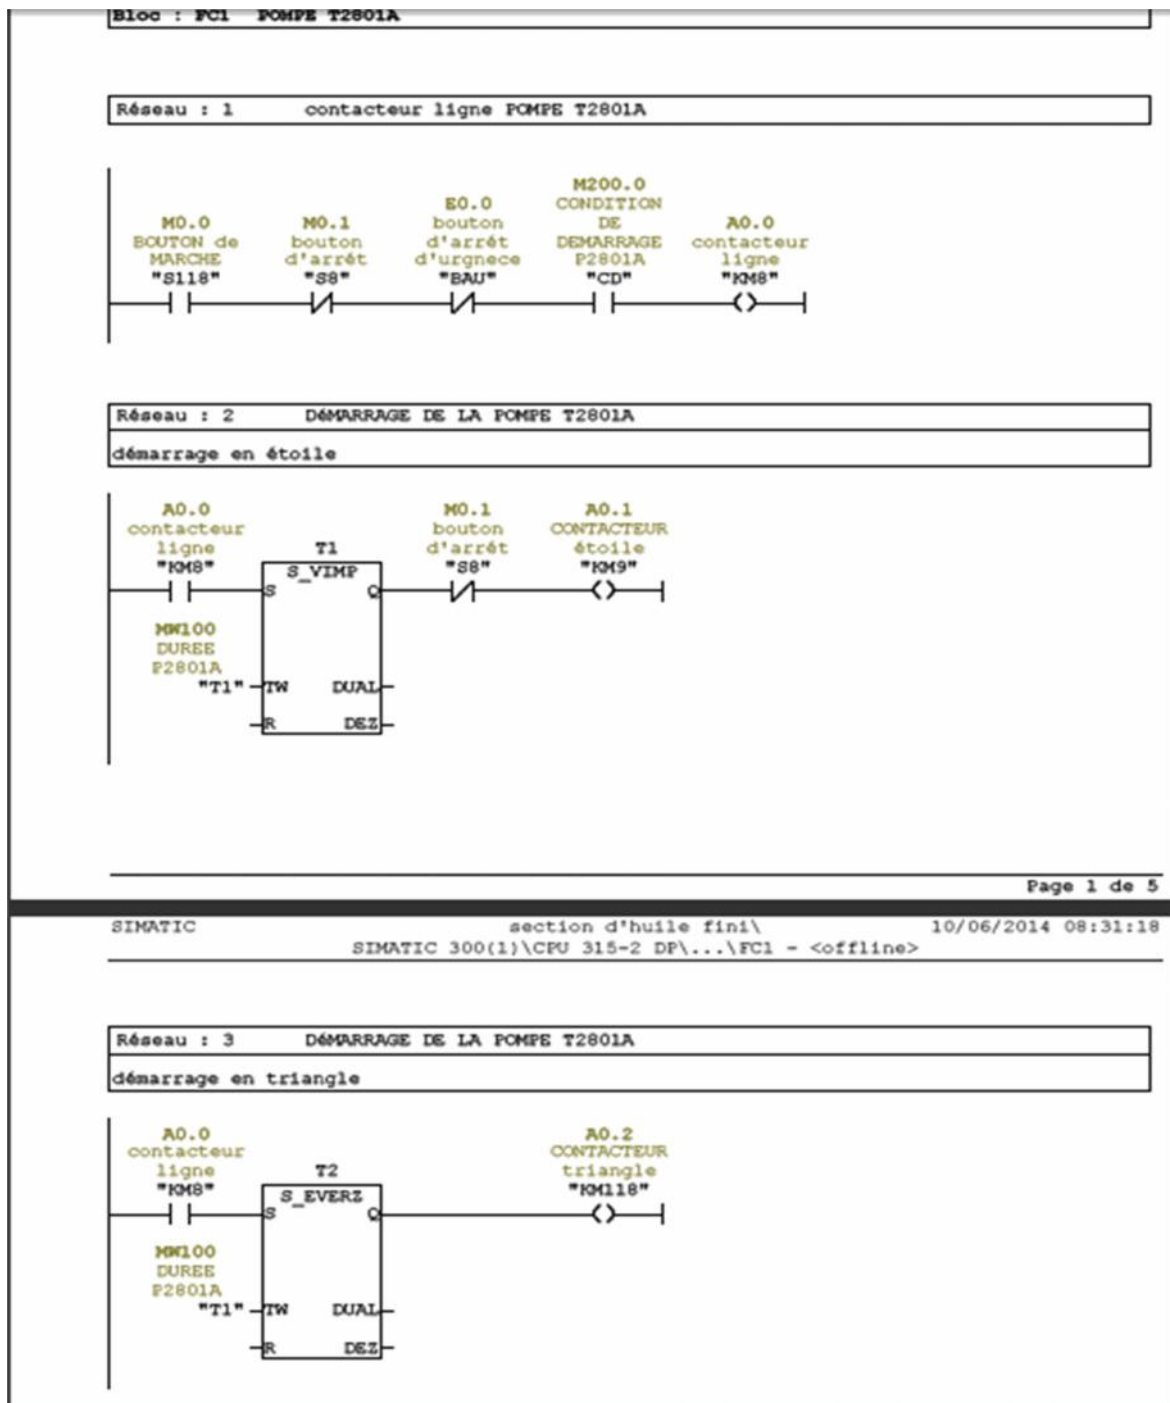 Bloc : FC1 POMPE T2801A
Réseau : 1 contacteur ligne POMPE T2801A
M0.0
BOUTON de
MARCHE
"S118"
M0.1
bouton
d'arrét
"S8"
E0.0
bouton
d'arrét
d'urgnece
"BAU"
M200.0
CONDITION
DE
DEMARRAGE
P2801A
"CD"
A0.0
contacteur
ligne
"KM8"
Réseau : 2 DéMARRAGE DE LA POMPE T2801A
démarrage en étoile
A0.0
contacteur
ligne
"KM8"
T1
S_VIMP
S Q
M0.1
bouton
d'arrét
"S8"
A0.1
CONTACTEUR
étoile
"KM9"
MW100
DUREE
P2801A
"T1" TW DUAL
R DEZ
Page 1 de 5
SIMATIC section d'huile fini\ 10/06/2014 08:31:18
SIMATIC 300(1)\CPU 315-2 DP\...\FC1 - <offline>
Réseau : 3 DéMARRAGE DE LA POMPE T2801A
démarrage en triangle
A0.0
contacteur
ligne
"KM8"
T2
S_EVERZ
S Q
A0.2
CONTACTEUR
triangle
"KM118"
MW100
DUREE
P2801A
"T1" TW DUAL
R DEZ